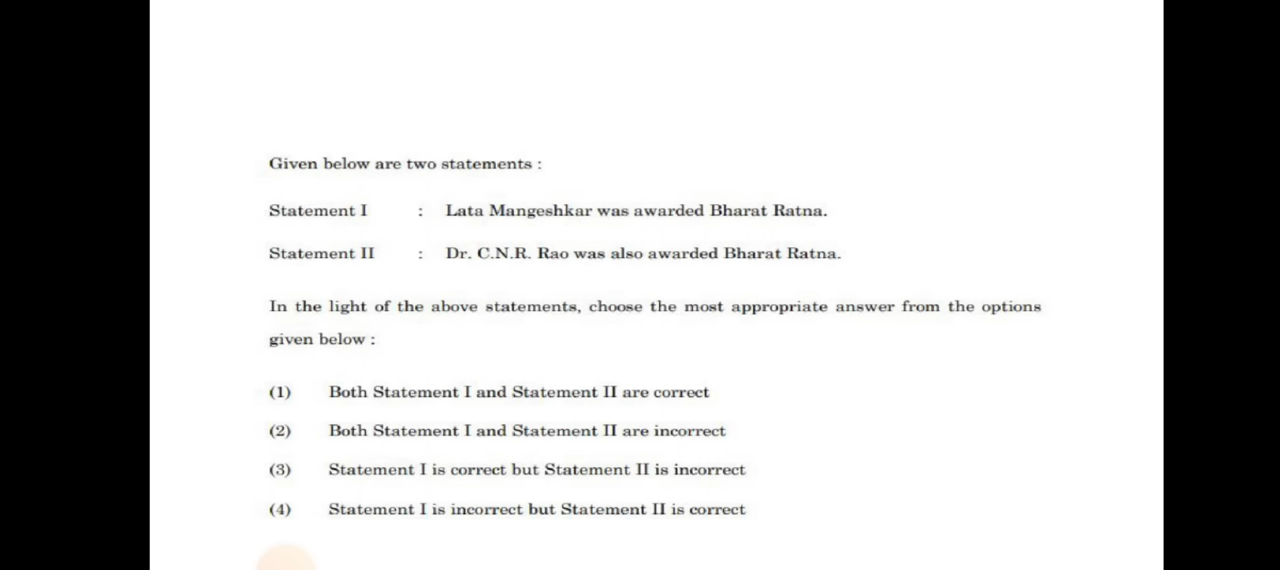 Given below are two statements :
Statement I : Lata Mangeshkar was awarded Bharat Ratna.
Statement II : Dr. C.N.R. Rao was also awarded Bharat Ratna.
In the light of the above statements, choose the most appropriate answer from the options
given below :
(1) Both Statement I and Statement II are correct
(2) Both Statement I and Statement II are incorrect
(3) Statement I is correct but Statement II is incorrect
(4) Statement I is incorrect but Statement II is correct